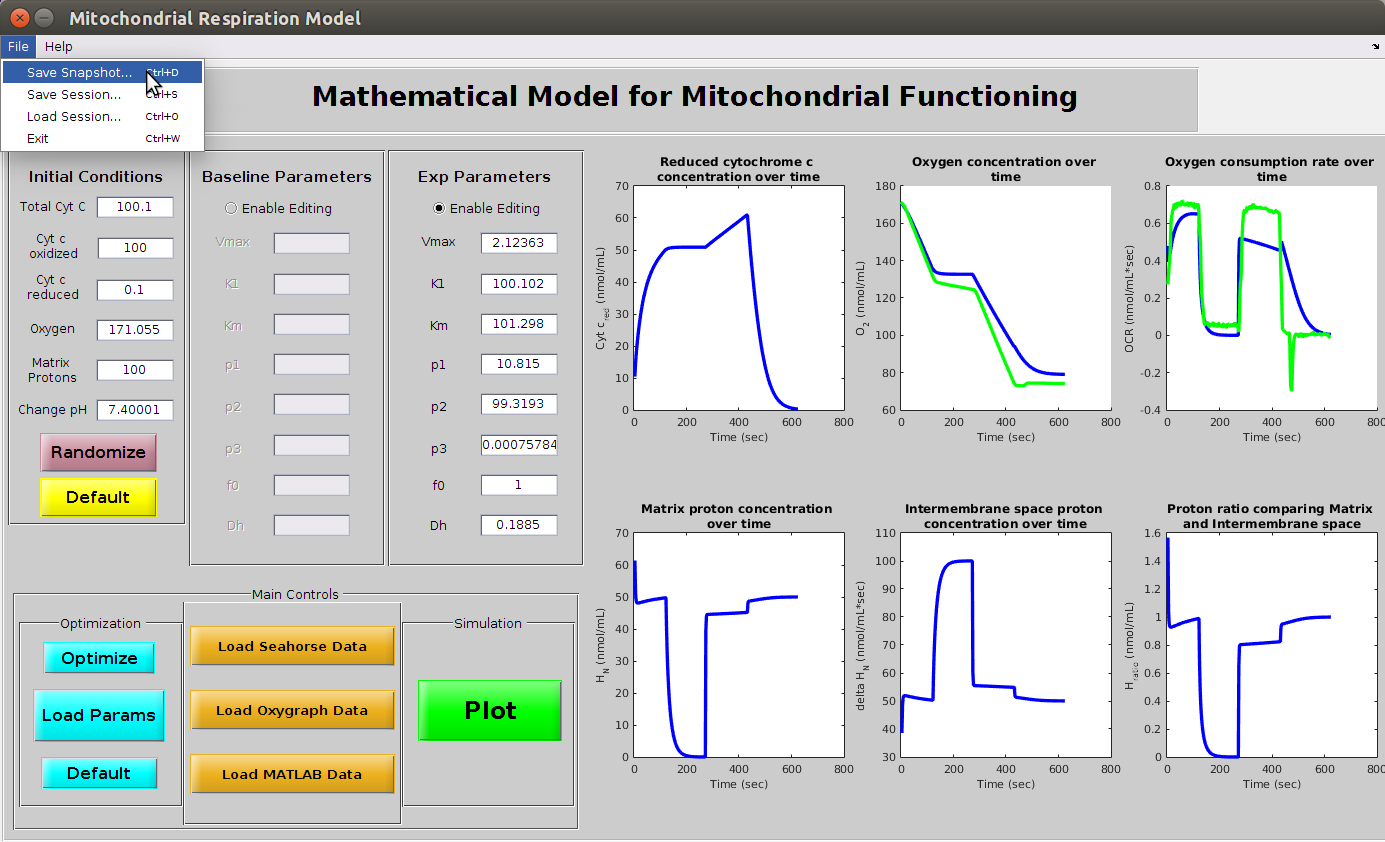 Mitochondrial Respiration Model
File Help
Save Snapshot... Ctrl+D
Save Session... Ctrl+S
Load Session... Ctrl+O
Exit Ctrl+W
Mathematical Model for Mitochondrial Functioning
Initial Conditions
Total Cyt C 100.1
Cyt c
oxidized 100
Cyt c
reduced 0.1
Oxygen 171.055
Matrix
Protons 100
Change pH 7.40001
Randomize
Default
Baseline Parameters
Enable Editing
Vmax
K1
Km
p1
p2
p3
f0
Dh
Exp Parameters
Enable Editing
Vmax 2.12363
K1 100.102
Km 101.298
p1 10.815
p2 99.3193
p3 0.00075784
f0 1
Dh 0.1885
Main Controls
Optimization
Optimize
Load Params
Default
Load Seahorse Data
Load Oxygraph Data
Load MATLAB Data
Simulation
Plot
Reduced cytochrome c
concentration over time
Cyt c red (nmol/mL)
70
60
50
40
30
20
10
0
0 200 400 600 800
Time (sec)
Oxygen concentration over
time
O2 (nmol/mL)
180
160
140
120
100
80
60
0 200 400 600 800
Time (sec)
Oxygen consumption rate over
time
OCR (nmol/mL*sec)
0.8
0.6
0.4
0.2
0
-0.2
-0.4
0 200 400 600 800
Time (sec)
Matrix proton concentration
over time
HN (nmol/mL)
70
60
50
40
30
20
10
0
0 200 400 600 800
Time (sec)
Intermembrane space proton
concentration over time
delta HN (nmol/mL*sec)
110
100
90
80
70
60
50
40
30
0 200 400 600 800
Time (sec)
Proton ratio comparing Matrix
and Intermembrane space
H ratio (nmol/mL)
1.6
1.4
1.2
1
0.8
0.6
0.4
0.2
0
0 200 400 600 800
Time (sec)